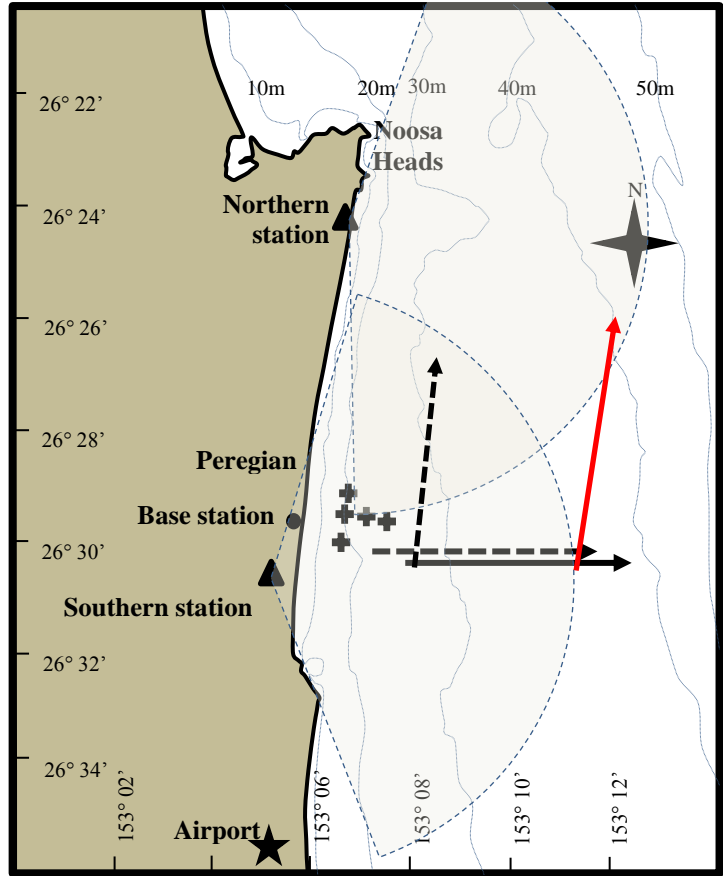 10m
20m
30m
40m
50m
26° 22’
Noosa
Heads
N
Northern
station
26° 24’
26° 26’
26° 28’
Peregian
Base station
26° 30’
Southern station
26° 32’
26° 34’
Airport
153° 02’
153° 06’
153° 08’
153° 10’
153° 12’